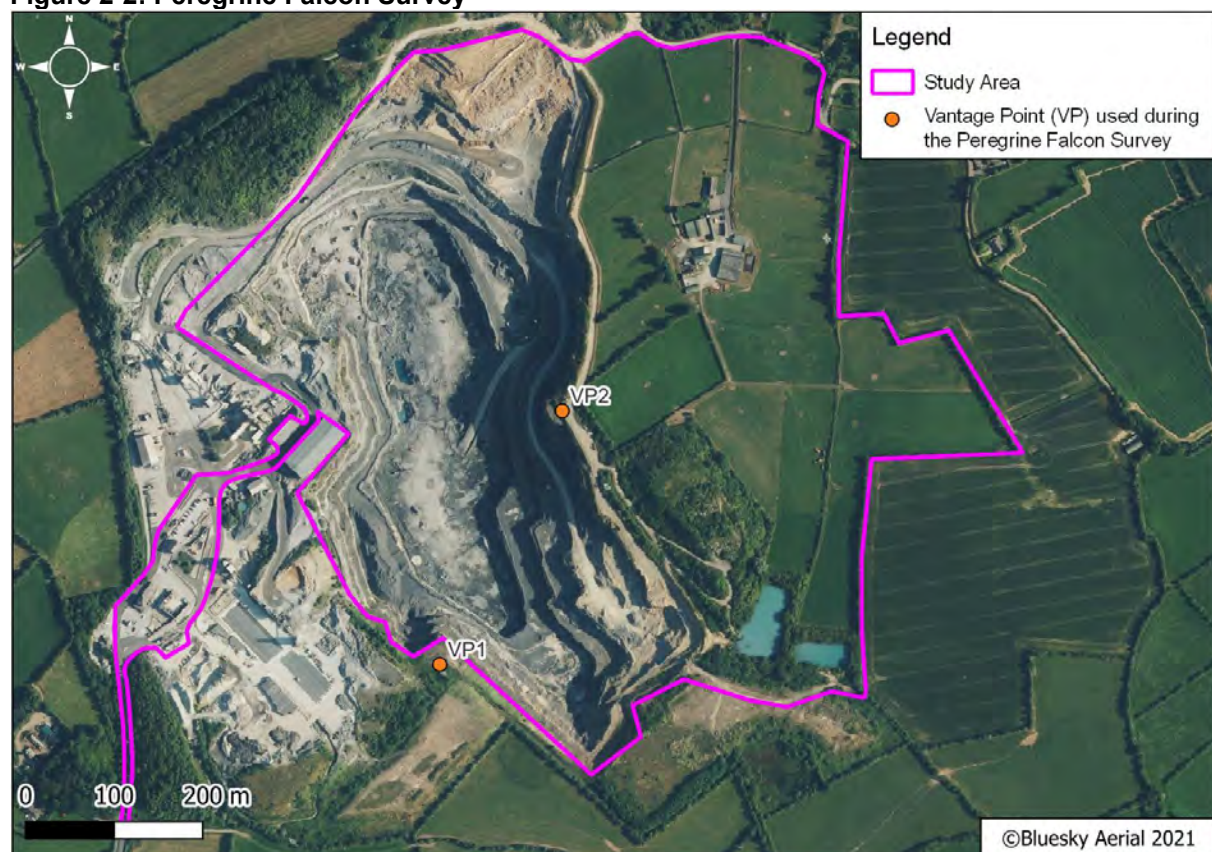 Figure 2-2: Peregrine Falcon Survey
N
W E
S
Legend
Study Area
Vantage Point (VP) used during
the Peregrine Falcon Survey
VP2
VP1
0 100 200 m
©Bluesky Aerial 2021